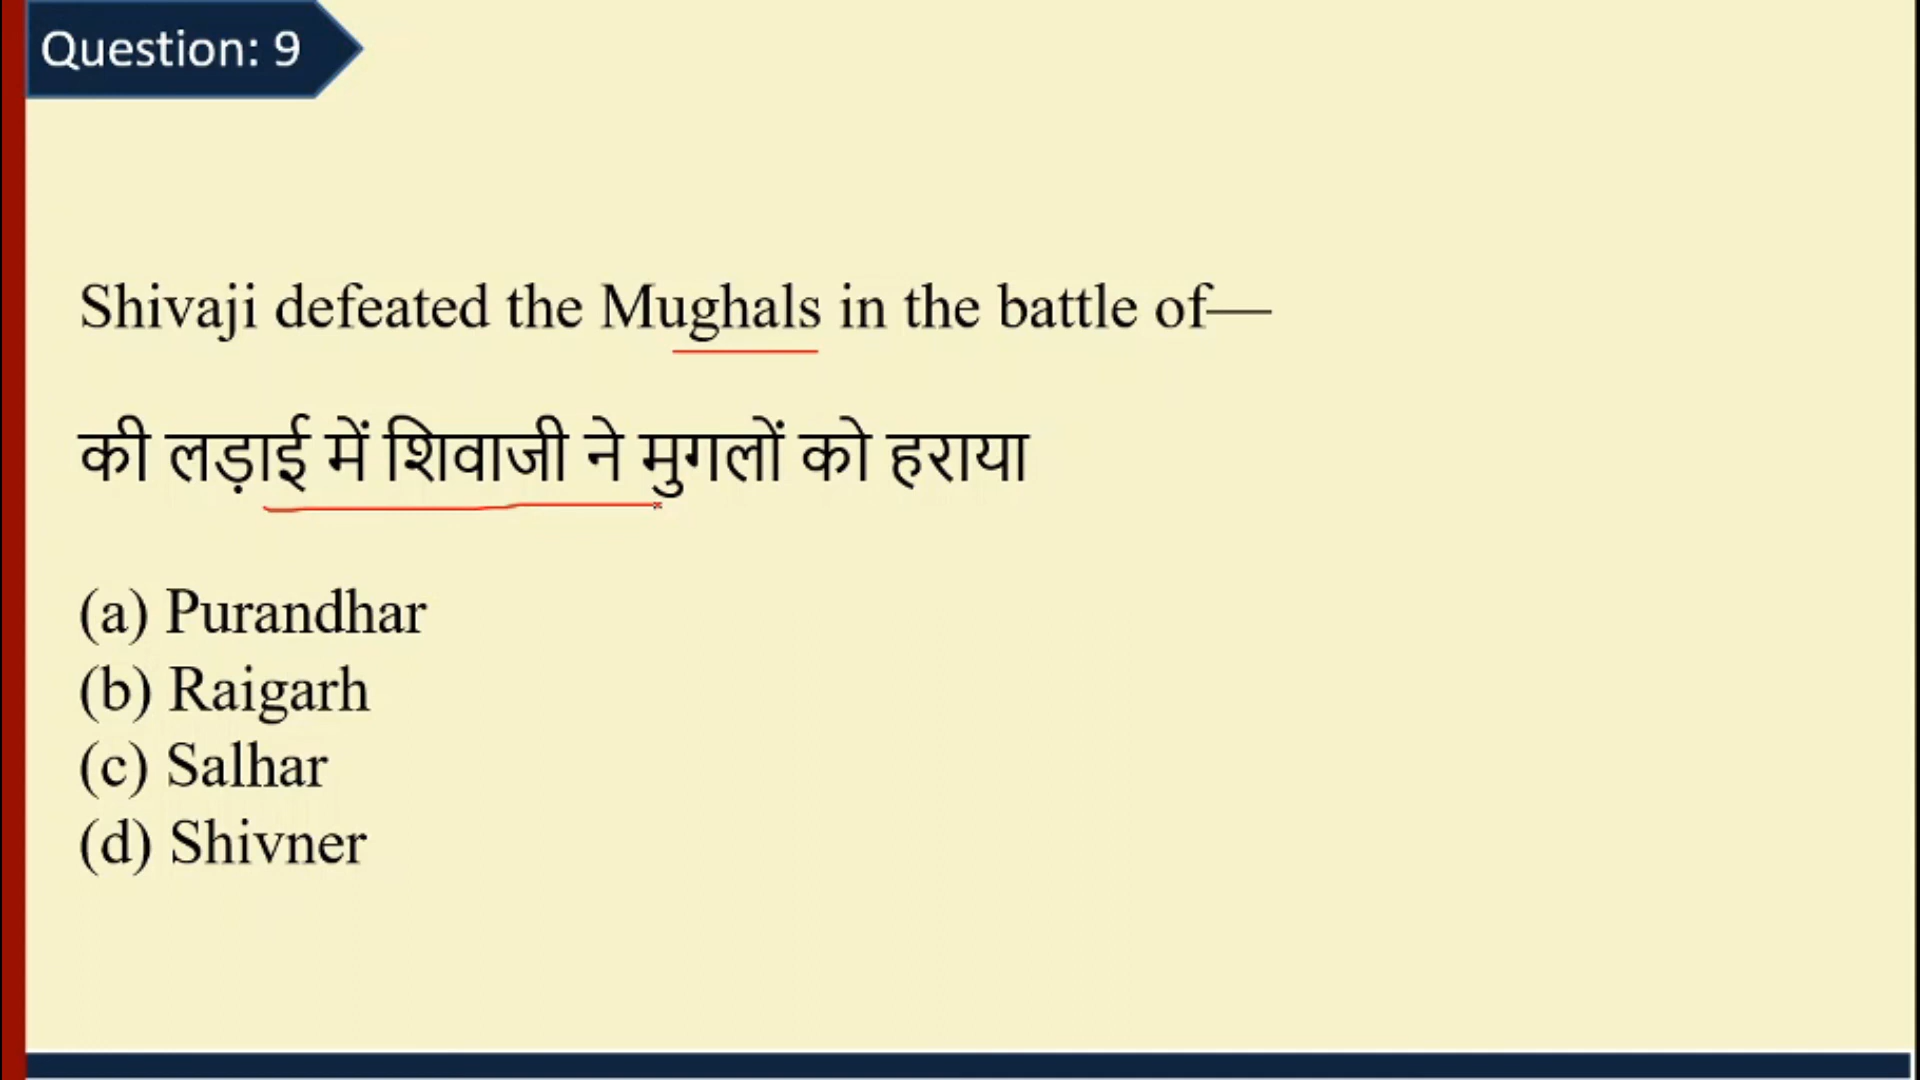 Question: 9
Shivaji defeated the Mughals in the battle of—
की लड़ाई में शिवाजी ने मुगलों को हराया
(a) Purandhar
(b) Raigarh
(c) Salhar
(d) Shivner